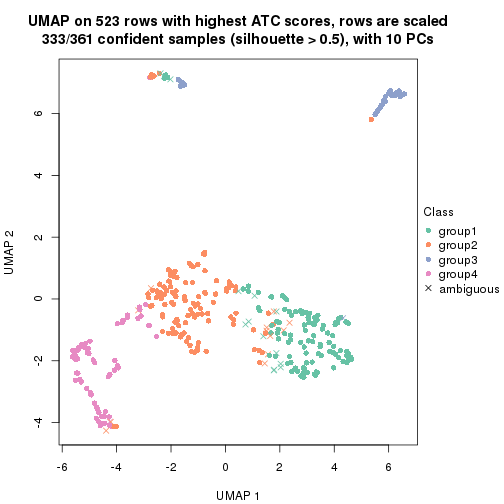 UMAP on 523 rows with highest ATC scores, rows are scaled
333/361 confident samples (silhouette > 0.5), with 10 PCs
6
4
2
0
-2
-4
UMAP 2
-6
-4
-2
0
2
4
6
UMAP 1
Class
group1
group2
group3
group4
ambiguous